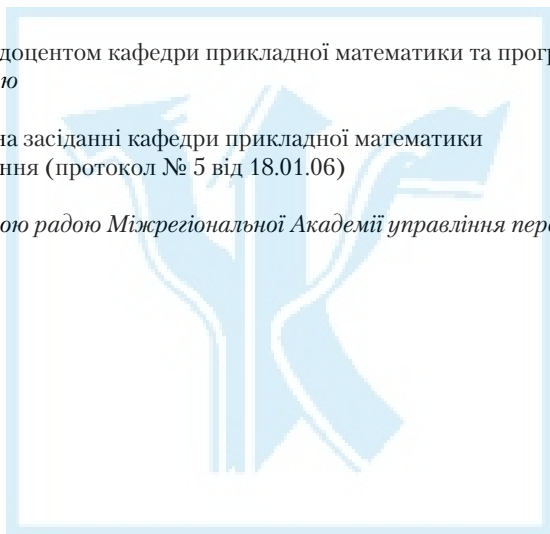 доцентом кафедри прикладної математики та прог
ю
на засіданні кафедри прикладної математики
ння (протокол № 5 від 18.01.06)
ою радою Міжрегіональної Академії управління пер